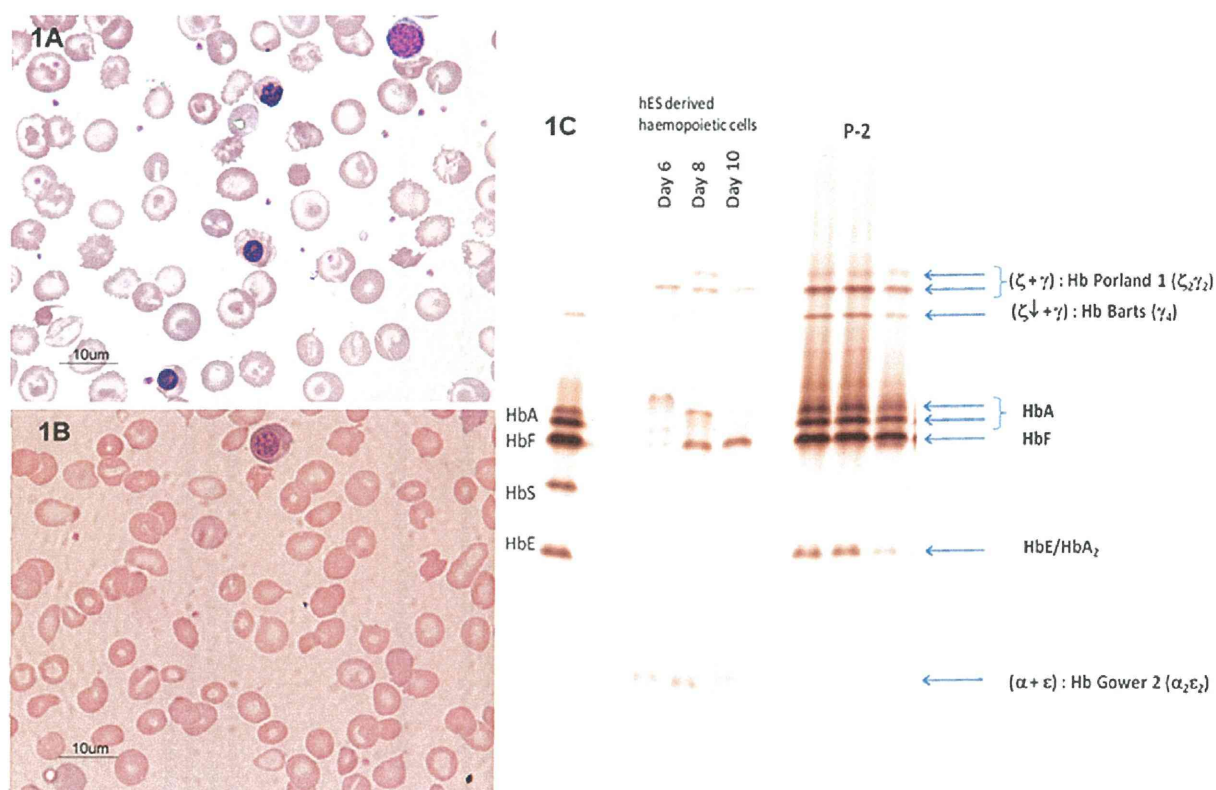 1A
10um
1B
10um
1C
hES derived
haemopoietic cells
Day 6
Day 8
Day 10
P-2
HbA
HbF
HbS
HbE
(ζ+γ) : Hb Porland 1 (ζ₂γ₂)
(ζ↓+γ) : Hb Barts (γ₄)
HbA
HbF
HbE/HbA₂
(α+ε) : Hb Gower 2 (α₂ε₂)